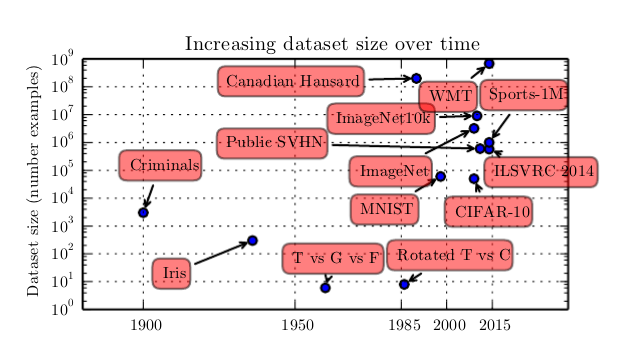 Increasing dataset size over time
Dataset size (number examples)
10^9
10^8
10^7
10^6
10^5
10^4
10^3
10^2
10^1
10^0
Canadian Hansard
WMT
Sports-1M
ImageNet10k
Public SVHN
Criminals
ImageNet
ILSVRC 2014
MNIST
CIFAR-10
Iris
T vs G vs F
Rotated T vs C
1900
1950
1985
2000
2015